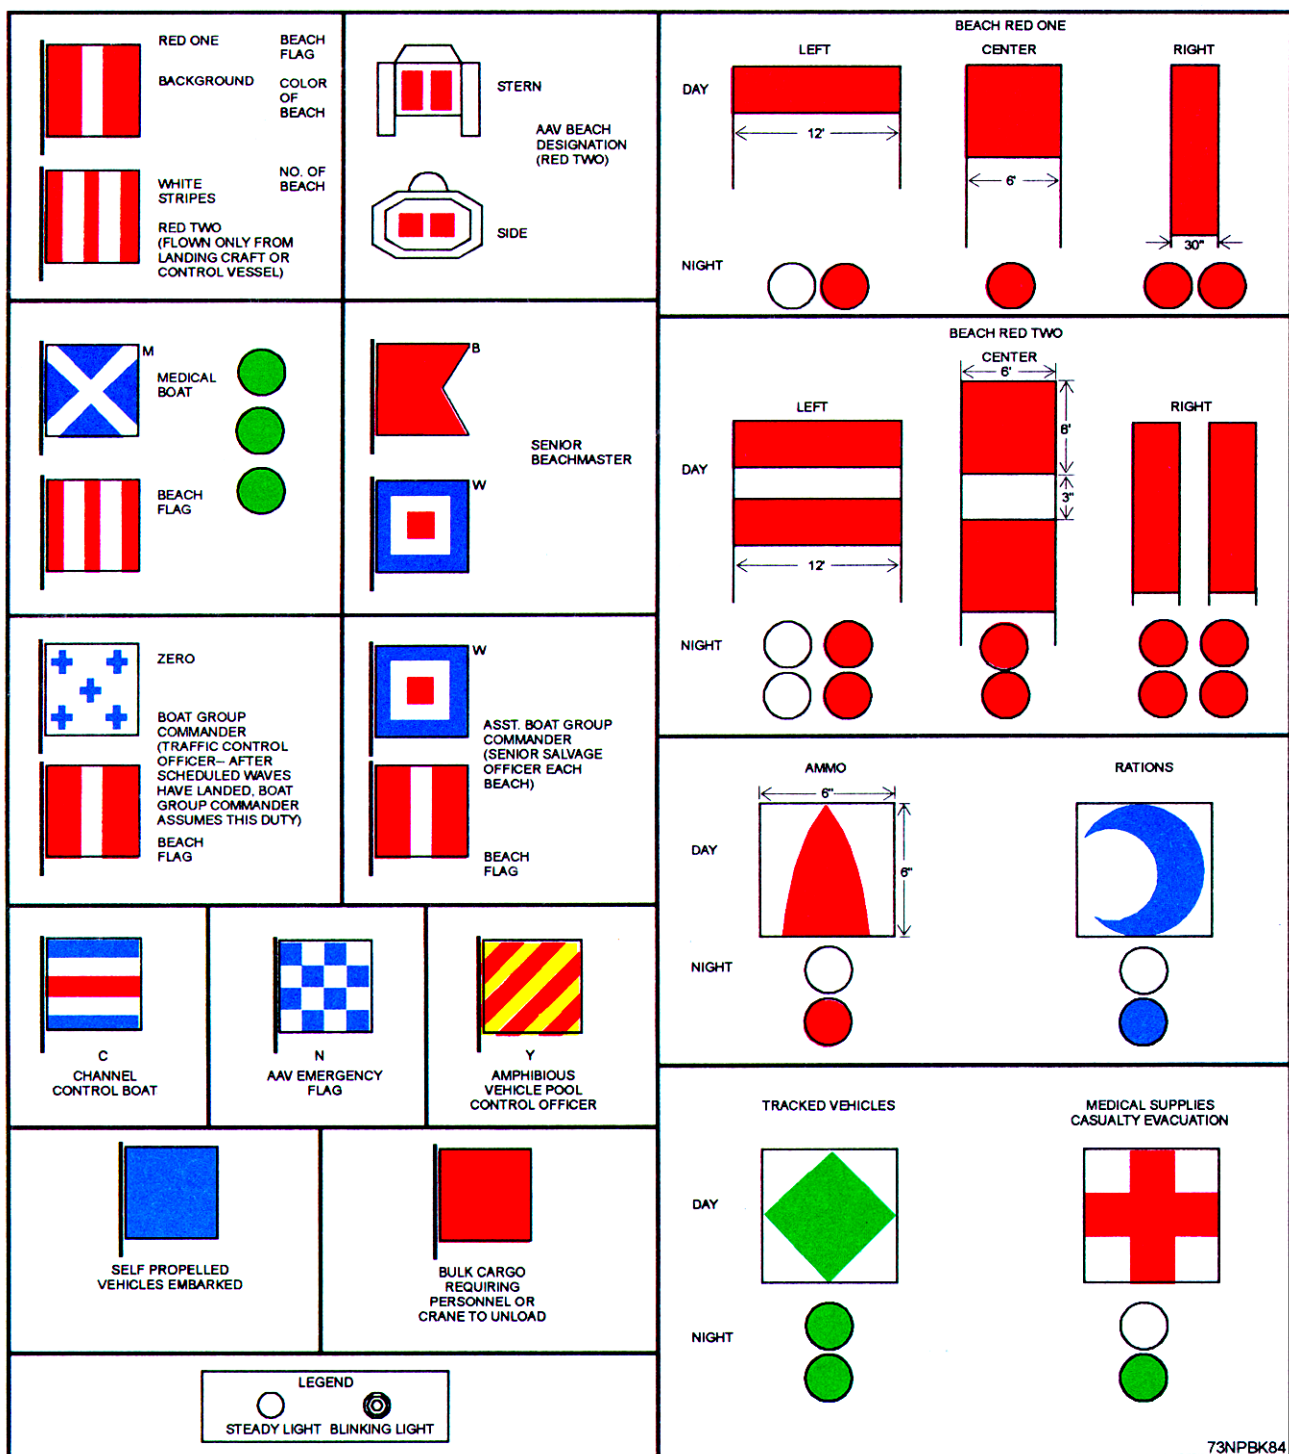 RED ONE
BEACH
FLAG
BACKGROUND
COLOR
OF
BEACH
WHITE
STRIPES
NO. OF
BEACH
RED TWO
(FLOWN ONLY FROM
LANDING CRAFT OR
CONTROL VESSEL)
STERN
AAV BEACH
DESIGNATION
(RED TWO)
SIDE
M
MEDICAL
BOAT
BEACH
FLAG
B
SENIOR
BEACHMASTER
W
ZERO
BOAT GROUP
COMMANDER
(TRAFFIC CONTROL
OFFICER– AFTER
SCHEDULED WAVES
HAVE LANDED, BOAT
GROUP COMMANDER
ASSUMES THIS DUTY)
BEACH
FLAG
W
ASST. BOAT GROUP
COMMANDER
(SENIOR SALVAGE
OFFICER EACH
BEACH)
BEACH
FLAG
C
CHANNEL
CONTROL BOAT
N
AAV EMERGENCY
FLAG
Y
AMPHIBIOUS
VEHICLE POOL
CONTROL OFFICER
SELF PROPELLED
VEHICLES EMBARKED
BULK CARGO
REQUIRING
PERSONNEL OR
CRANE TO UNLOAD
LEGEND
STEADY LIGHT BLINKING LIGHT
BEACH RED ONE
LEFT
CENTER
RIGHT
DAY
12'
6'
30"
NIGHT
BEACH RED TWO
CENTER
6'
LEFT
RIGHT
6'
DAY
3"
12'
NIGHT
AMMO
RATIONS
6"
DAY
6"
NIGHT
TRACKED VEHICLES
MEDICAL SUPPLIES
CASUALTY EVACUATION
DAY
NIGHT
73NPBK84